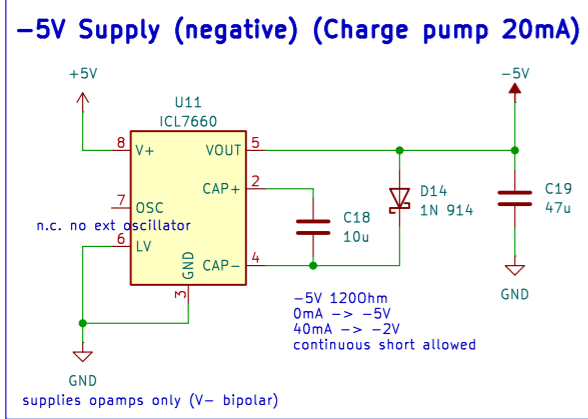 -5V Supply (negative) (Charge pump 20mA)
+5V
-5V
U11
ICL7660
8
V+
VOUT
5
CAP+
2
7
OSC
n.c. no ext oscillator
6
LV
GND
3
CAP-
4
C18
10u
D14
1N 914
C19
47u
GND
-5V 120Ohm
0mA -> -5V
40mA -> -2V
continuous short allowed
GND
supplies opamps only (V- bipolar)